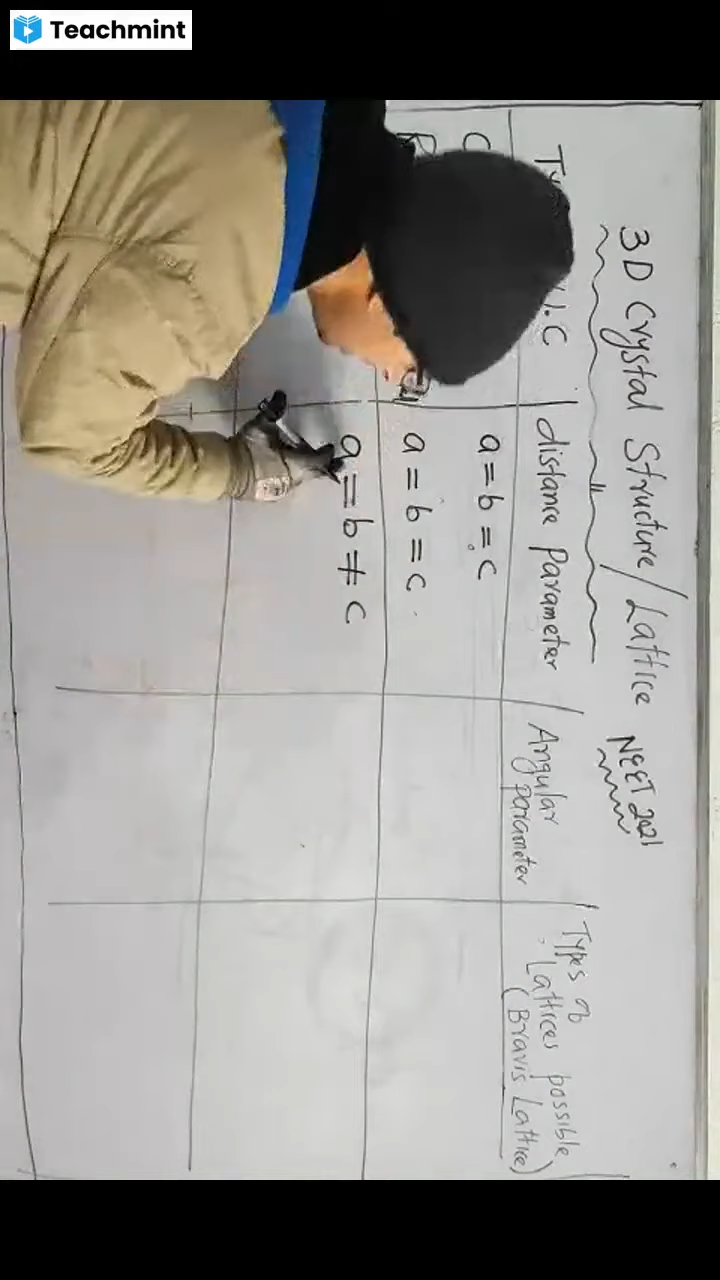 Teachmint
3D Crystal Structure/Lattice NEET 2021
distance parameter
Angular
parameter
Types of
Lattices possible
(Bravis Lattice)
a=b=c
a=b=c
a=b≠c